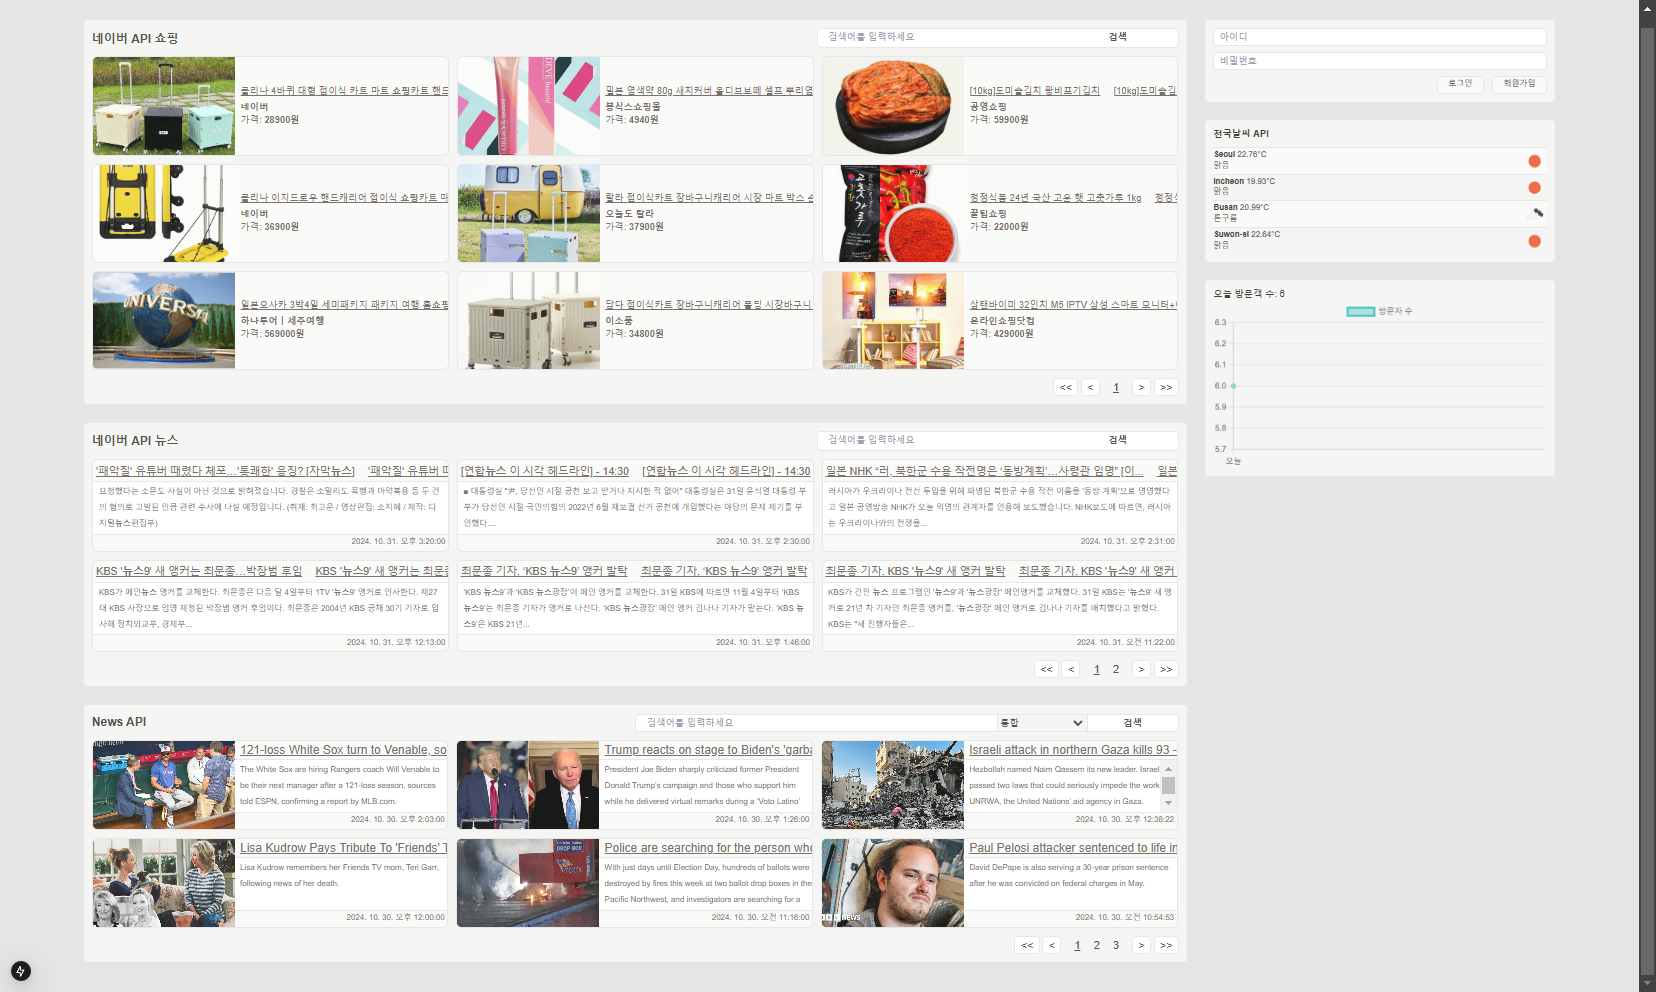 네이버 API 쇼핑
검색어를 입력하세요
검색
콜리나 4바퀴 대형 접이식 카트 마트 쇼핑카트 핸드
네이버
가격: 28900원
밀본 염색약 80g 새치커버 올디브보떼 셀프 뿌리염
봉식스쇼핑몰
가격: 4940원
[10kg]도미솔김치 왕비포기김치 [10kg]도미솔김
공영쇼핑
가격: 59900원
콜리나 이지드로우 핸드캐리어 접이식 쇼핑카트 마
네이버
가격: 36900원
탈라 접이식카트 장바구니캐리어 시장 마트 박스
오늘도 탈라
가격: 37900원
청정식품 24년 국산 고운 햇 고춧가루 1kg 청정
꿀팁쇼핑
가격: 22000원
일본오사카 3박4일 세미패키지 패키지 여행 홈쇼핑
하나투어 | 세주여행
가격: 569000원
담다 접이식카트 장바구니캐리어 폴딩 시장바구니
이소품
가격: 34800원
삼탠바이미 32인치 M5 IPTV 삼성 스마트 모니터+
온라인쇼핑닷컴
가격: 429000원
<< < 1 > >>
네이버 API 뉴스
검색어를 입력하세요
검색
'패악질' 유튜버 때렸다 체포…'통쾌한' 응징? [자막뉴스] '패악질' 유튜버 때
요청했다는 소문도 사실이 아닌 것으로 밝혀졌습니다. 경찰은 소말리도 폭행과 마약복용 등 두 건
의 혐의로 고발된 만큼 관련 수사에 나설 예정입니다. (취재: 최고운 / 영상편집: 소지혜 / 제작: 디
지털뉴스편집부)
2024. 10. 31. 오후 3:20:00
[연합뉴스 이 시각 헤드라인] - 14:30 [연합뉴스 이 시각 헤드라인] - 14:30
■ 대통령실 "尹, 당선인 시절 공천 보고 받거나 지시한 적 없어" 대통령실은 31일 윤석열 대통령 부
부가 당선인 시절 국민의힘의 2022년 6월 재보궐 선거 공천에 개입했다는 야당의 문제 제기를 부
인했다....
2024. 10. 31. 오후 2:30:00
일본 NHK “러, 북한군 수용 작전명은 ‘동방계획’…사령관 임명” [이... 일본
러시아가 우크라이나 전선 투입을 위해 파병된 북한군 수용 작전 이름을 '동방 계획'으로 명명했다
고 일본 공영방송 NHK가 오늘 익명의 관계자를 인용해 보도했습니다. NHK보도에 따르면, 러시아
는 우크라이나와의 전쟁을...
2024. 10. 31. 오후 2:31:00
KBS '뉴스9' 새 앵커는 최문종…박장범 후임 KBS '뉴스9' 새 앵커는 최문종
KBS가 메인뉴스 앵커를 교체한다. 최문종은 다음 달 4일부터 1TV '뉴스9' 앵커로 인사한다. 제27
대 KBS 사장으로 임명 제청된 박장범 앵커 후임이다. 최문종은 2004년 KBS 공채 30기 기자로 입
사해 정치외교부, 경제부...
2024. 10. 31. 오후 12:13:00
최문종 기자, ‘KBS 뉴스9’ 앵커 발탁 최문종 기자, ‘KBS 뉴스9’ 앵커 발탁
‘KBS 뉴스9’과 ‘KBS 뉴스광장’이 메인 앵커를 교체한다. 31일 KBS에 따르면 11월 4일부터 ‘KBS
뉴스9’는 최문종 기자가 앵커로 나선다. ‘KBS 뉴스광장’ 메인 앵커 김나나 기자가 맡는다. ‘KBS 뉴
스9’은 KBS 21년...
2024. 10. 31. 오후 1:46:00
최문종 기자, KBS '뉴스9' 새 앵커 발탁 최문종 기자, KBS '뉴스9' 새 앵커
KBS가 간판 뉴스 프로그램인 '뉴스9'과 '뉴스광장' 메인앵커를 교체했다. 31일 KBS는 '뉴스9' 새 앵
커로 21년 차 기자인 최문종 앵커를, '뉴스광장' 메인 앵커로 김나나 기자를 배치했다고 밝혔다.
KBS는 "새 진행자들은...
2024. 10. 31. 오전 11:22:00
<< < 1 2 > >>
News API
검색어를 입력하세요
통합
검색
121-loss White Sox turn to Venable, so
The White Sox are hiring Rangers coach Will Venable to
be their next manager after a 121-loss season, sources
told ESPN, confirming a report by MLB.com.
2024. 10. 30. 오후 2:03:00
Trump reacts on stage to Biden's 'garba
President Joe Biden sharply criticized former President
Donald Trump's campaign and those who support him
while he delivered virtual remarks during a 'Voto Latino'
2024. 10. 30. 오후 1:26:00
Israeli attack in northern Gaza kills 93 -
Hezbollah named Naim Qassem its new leader. Israel
passed two laws that could seriously impede the work
UNRWA, the United Nations' aid agency in Gaza.
2024. 10. 30. 오후 12:38:22
Lisa Kudrow Pays Tribute To 'Friends' T
Lisa Kudrow remembers her Friends TV mom, Teri Garr,
following news of her death.
2024. 10. 30. 오후 12:00:00
Police are searching for the person who
With just days until Election Day, hundreds of ballots were
destroyed by fires this week at two ballot drop boxes in the
Pacific Northwest, and investigators are searching for a
2024. 10. 30. 오전 11:16:00
Paul Pelosi attacker sentenced to life in
David DePape is also serving a 30-year prison sentence
after he was convicted on federal charges in May.
2024. 10. 30. 오전 10:54:53
<< < 1 2 3 > >>
아이디
비밀번호
로그인
회원가입
전국날씨 API
Seoul 22.76°C
맑음
Incheon 19.93°C
맑음
Busan 20.99°C
튼구름
Suwon-si 22.64°C
맑음
오늘 방문객 수: 6
방문자 수
6.3
6.2
6.1
6.0
5.9
5.8
5.7
오늘